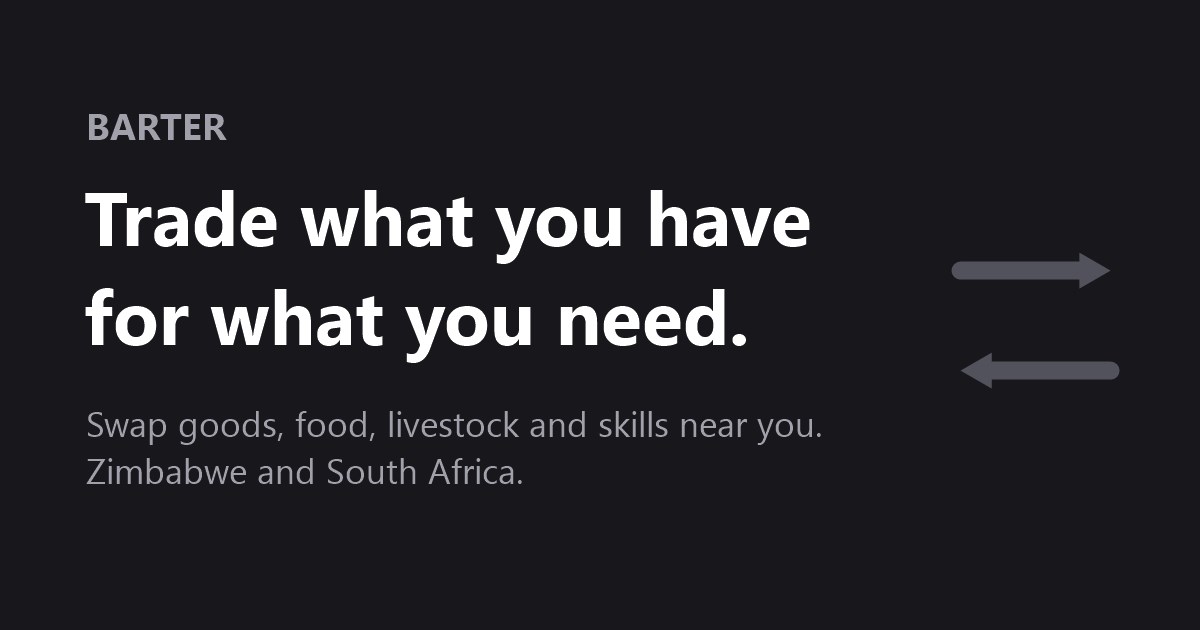 BARTER
Trade what you have
for what you need.
Swap goods, food, livestock and skills near you.
Zimbabwe and South Africa.